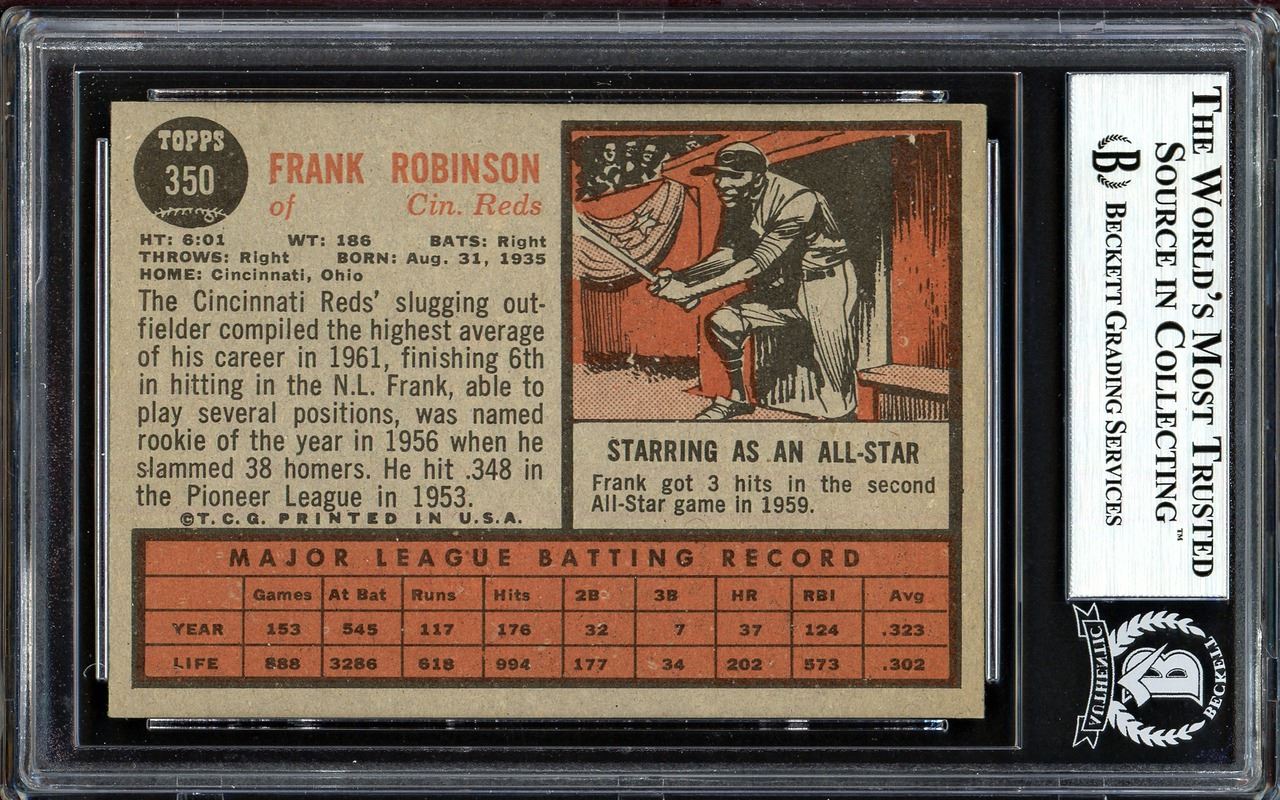 TOPPS
350
FRANK ROBINSON
of Cin. Reds
HT: 6:01 WT: 186 BATS: Right
THROWS: Right BORN: Aug. 31, 1935
HOME: Cincinnati, Ohio
The Cincinnati Reds' slugging out-
fielder compiled the highest average
of his career in 1961, finishing 6th
in hitting in the N.L. Frank, able to
play several positions, was named
rookie of the year in 1956 when he
slammed 38 homers. He hit .348 in
the Pioneer League in 1953.
©T.C.G. PRINTED IN U.S.A.
STARRING AS AN ALL-STAR
Frank got 3 hits in the second
All-Star game in 1959.
MAJOR LEAGUE BATTING RECORD
Games At Bat Runs Hits 2B 3B HR RBI Avg
YEAR 153 545 117 176 32 7 37 124 .323
LIFE 888 3286 618 994 177 34 202 573 .302
THE WORLD'S MOST TRUSTED
SOURCE IN COLLECTING™
B BECKETT GRADING SERVICES
AUTHENTIC
B
BECKETT